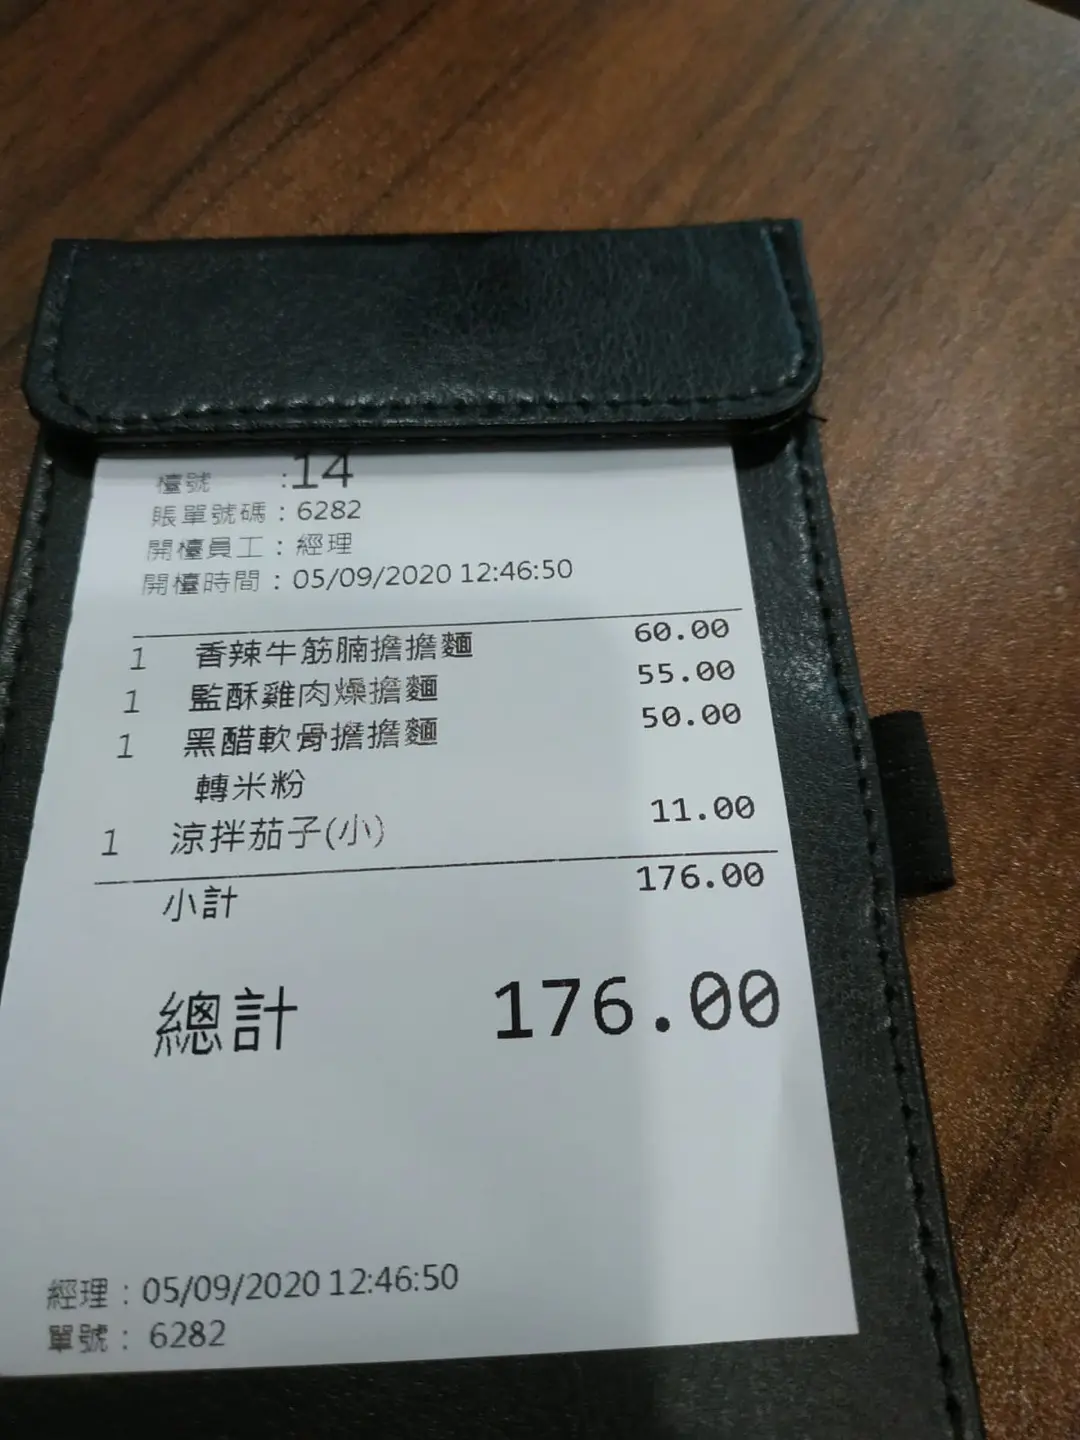 檯號 :14
賬單號碼：6282
開檯員工：經理
開檯時間：05/09/2020 12:46:50
1 香辣牛筋腩擔擔麵 60.00
1 監酥雞肉燥擔麵 55.00
1 黑醋軟骨擔擔麵 50.00
轉米粉
1 涼拌茄子(小) 11.00
小計 176.00
總計 176.00
經理：05/09/2020 12:46:50
單號：6282